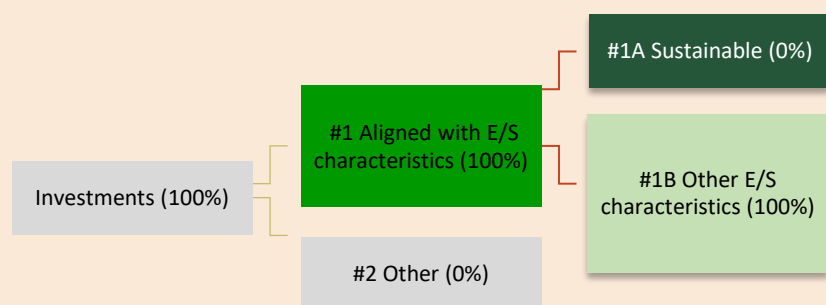 #1A Sustainable (0%)
#1 Aligned with E/S
characteristics (100%)
#1B Other E/S
characteristics (100%)
Investments (100%)
#2 Other (0%)